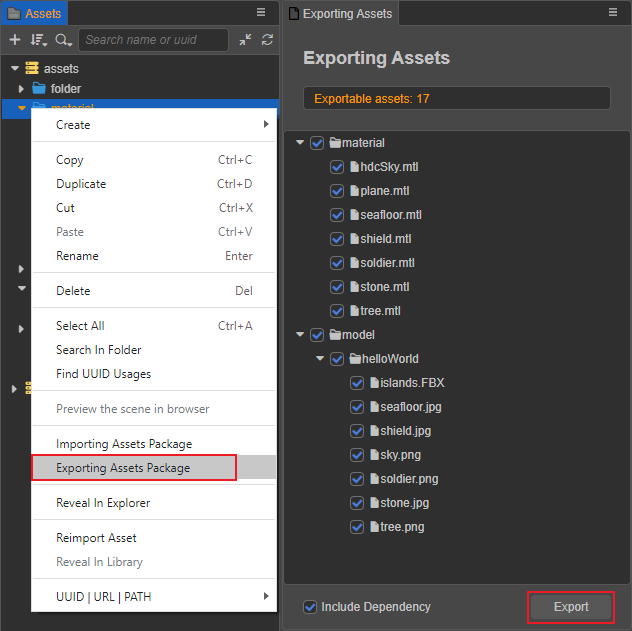 Assets
Search name or uuid
assets
folder
material
Create
Copy Ctrl+C
Duplicate Ctrl+D
Cut Ctrl+X
Paste Ctrl+V
Rename Enter
Delete Del
Select All Ctrl+A
Search In Folder
Find UUID Usages
Preview the scene in browser
Importing Assets Package
Exporting Assets Package
Reveal In Explorer
Reimport Asset
Reveal In Library
UUID | URL | PATH
Exporting Assets
Exporting Assets
Exportable assets: 17
material
hdcSky.mtl
plane.mtl
seafloor.mtl
shield.mtl
soldier.mtl
stone.mtl
tree.mtl
model
helloWorld
islands.FBX
seafloor.jpg
shield.jpg
sky.png
soldier.png
stone.jpg
tree.png
Include Dependency
Export